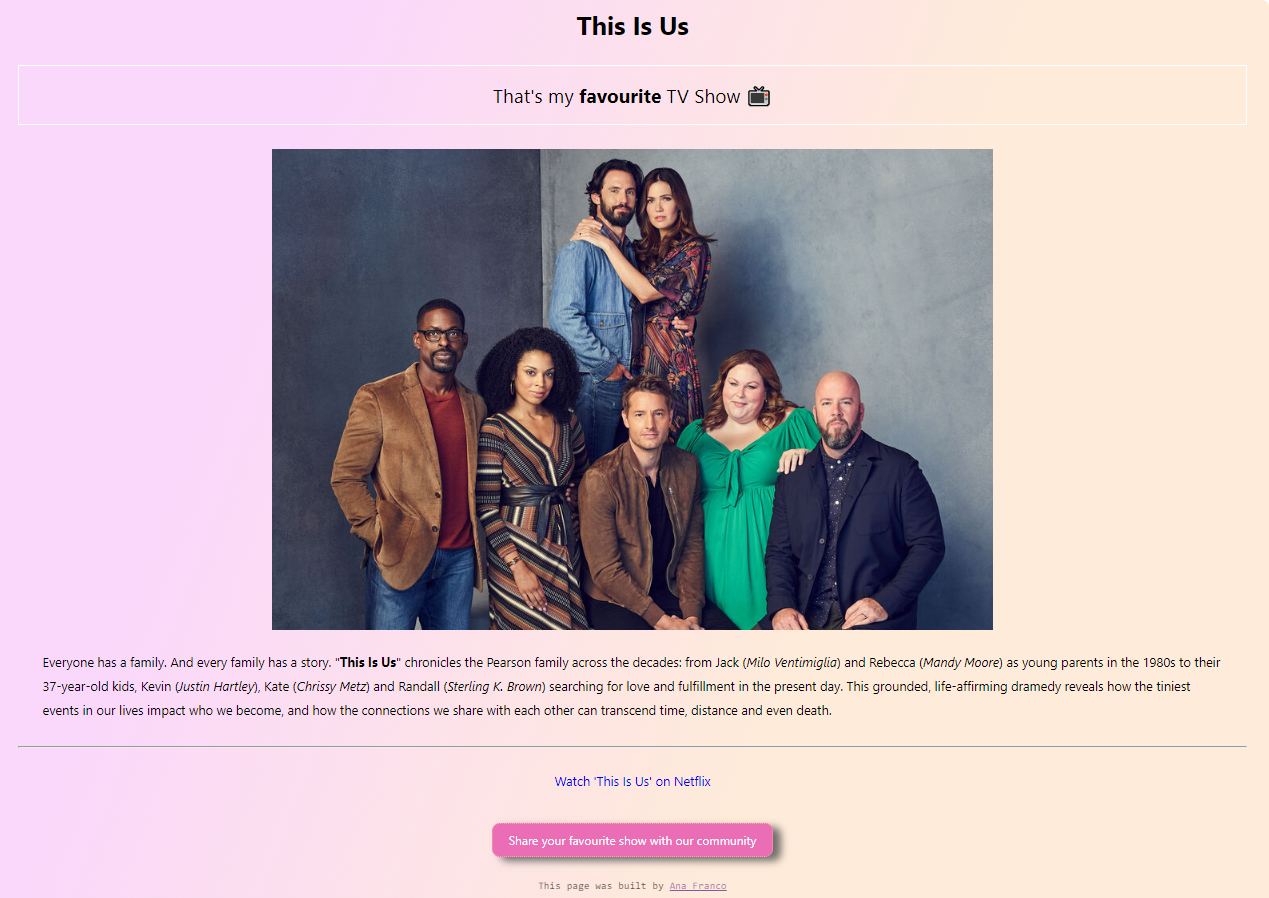 This Is Us
That's my favourite TV Show 📺
Everyone has a family. And every family has a story. "This Is Us" chronicles the Pearson family across the decades: from Jack (Milo Ventimiglia) and Rebecca (Mandy Moore) as young parents in the 1980s to their
37-year-old kids, Kevin (Justin Hartley), Kate (Chrissy Metz) and Randall (Sterling K. Brown) searching for love and fulfillment in the present day. This grounded, life-affirming dramedy reveals how the tiniest
events in our lives impact who we become, and how the connections we share with each other can transcend time, distance and even death.
Watch 'This Is Us' on Netflix
Share your favourite show with our community
This page was built by Ana Franco